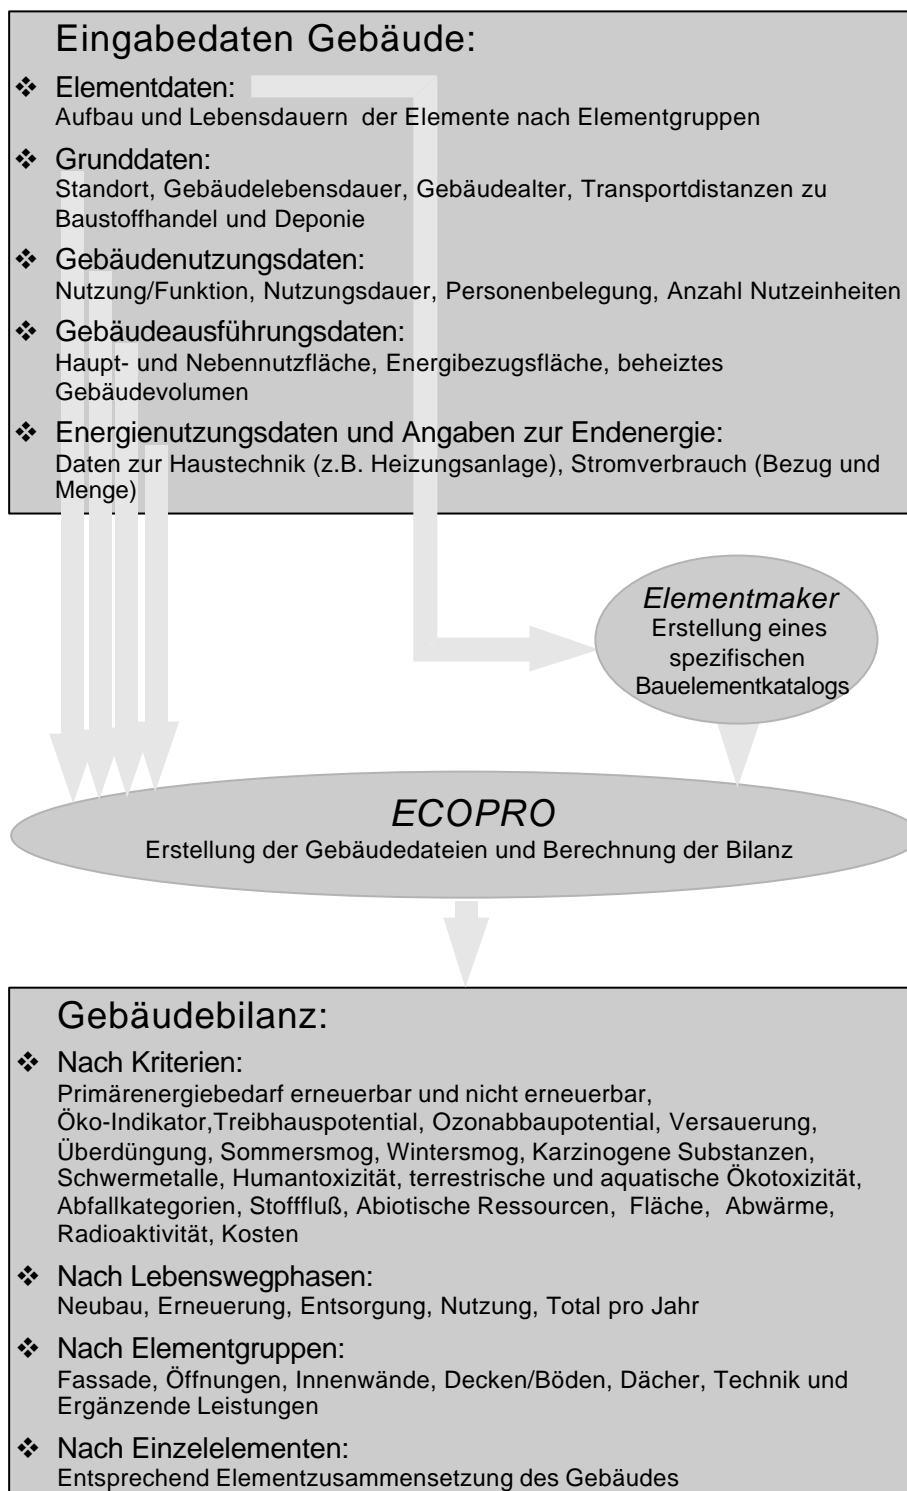 Eingabedaten Gebäude:
❖ Elementdaten:
Aufbau und Lebensdauern der Elemente nach Elementgruppen
❖ Grunddaten:
Standort, Gebäudelebensdauer, Gebäudealter, Transportdistanzen zu
Baustoffhandel und Deponie
❖ Gebäudenutzungsdaten:
Nutzung/Funktion, Nutzungsdauer, Personenbelegung, Anzahl Nutzeinheiten
❖ Gebäudeausführungsdaten:
Haupt- und Nebennutzfläche, Energibezugsfläche, beheiztes
Gebäudevolumen
❖ Energienutzungsdaten und Angaben zur Endenergie:
Daten zur Haustechnik (z.B. Heizungsanlage), Stromverbrauch (Bezug und
Menge)
Elementmaker
Erstellung eines
spezifischen
Bauelementkatalogs
ECOPRO
Erstellung der Gebäudedateien und Berechnung der Bilanz
Gebäudebilanz:
❖ Nach Kriterien:
Primärenergiebedarf erneuerbar und nicht erneuerbar,
Öko-Indikator,Treibhauspotential, Ozonabbaupotential, Versauerung,
Überdüngung, Sommersmog, Wintersmog, Karzinogene Substanzen,
Schwermetalle, Humantoxizität, terrestrische und aquatische Ökotoxizität,
Abfallkategorien, Stofffluß, Abiotische Ressourcen, Fläche, Abwärme,
Radioaktivität, Kosten
❖ Nach Lebenswegphasen:
Neubau, Erneuerung, Entsorgung, Nutzung, Total pro Jahr
❖ Nach Elementgruppen:
Fassade, Öffnungen, Innenwände, Decken/Böden, Dächer, Technik und
Ergänzende Leistungen
❖ Nach Einzelelementen:
Entsprechend Elementzusammensetzung des Gebäudes